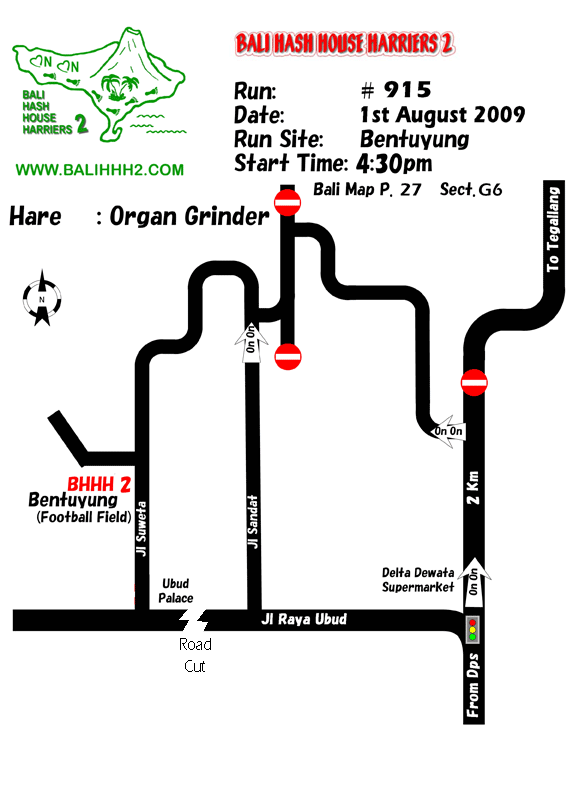 BALI HASH HOUSE HARRIERS 2
N
N
BALI
HASH
HOUSE
HARRIERS 2
WWW.BALIHHH2.COM
Run: # 915
Date: 1st August 2009
Run Site: Bentuyung
Start Time: 4:30pm
Bali Map P. 27 Sect. G6
Hare : Organ Grinder
To Tegallang
N
On On
On On
BHHH 2
Bentuyung
(Football Field)
Jl Suweta
Jl Sandat
2 Km
Delta Dewata
Supermarket
On On
Ubud
Palace
Jl Raya Ubud
Road
Cut
From Dps